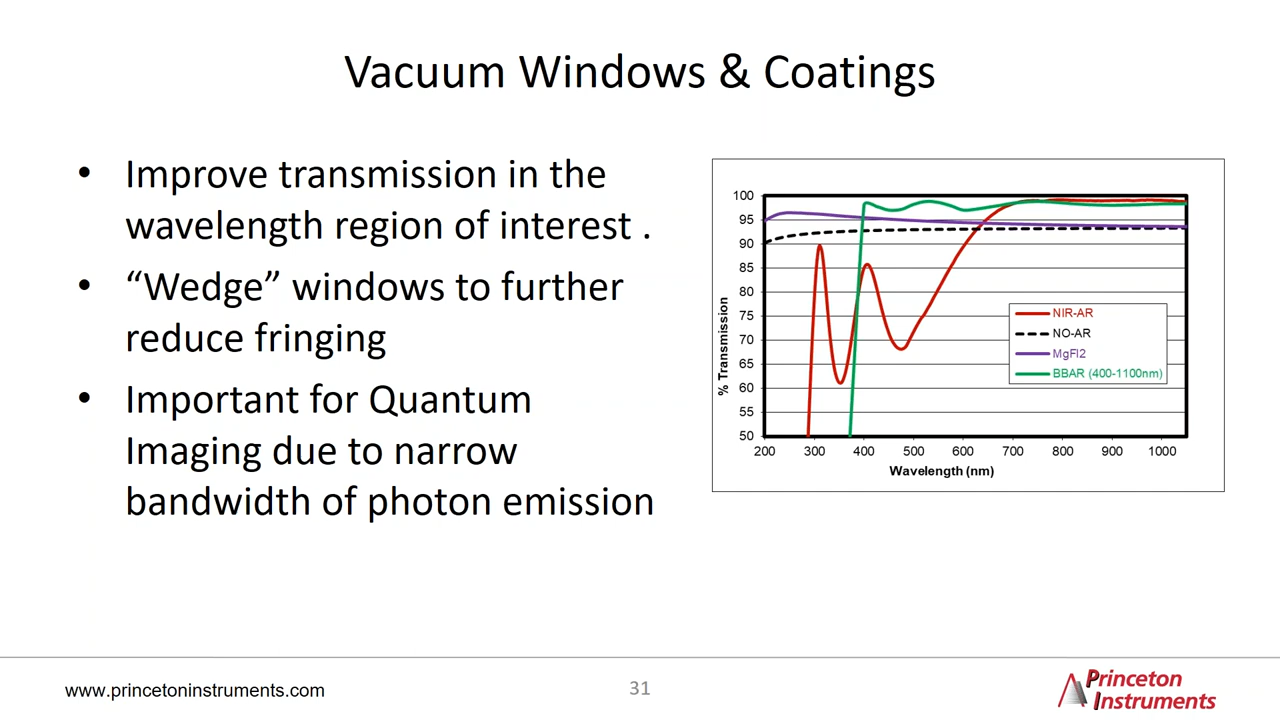 Vacuum Windows & Coatings
• Improve transmission in the
wavelength region of interest .
• “Wedge” windows to further
reduce fringing
• Important for Quantum
Imaging due to narrow
bandwidth of photon emission
% Transmission
100
95
90
85
80
75
70
65
60
55
50
200 300 400 500 600 700 800 900 1000
Wavelength (nm)
NIR-AR
NO-AR
MgFl2
BBAR (400-1100nm)
www.princetoninstruments.com
31
Princeton
Instruments